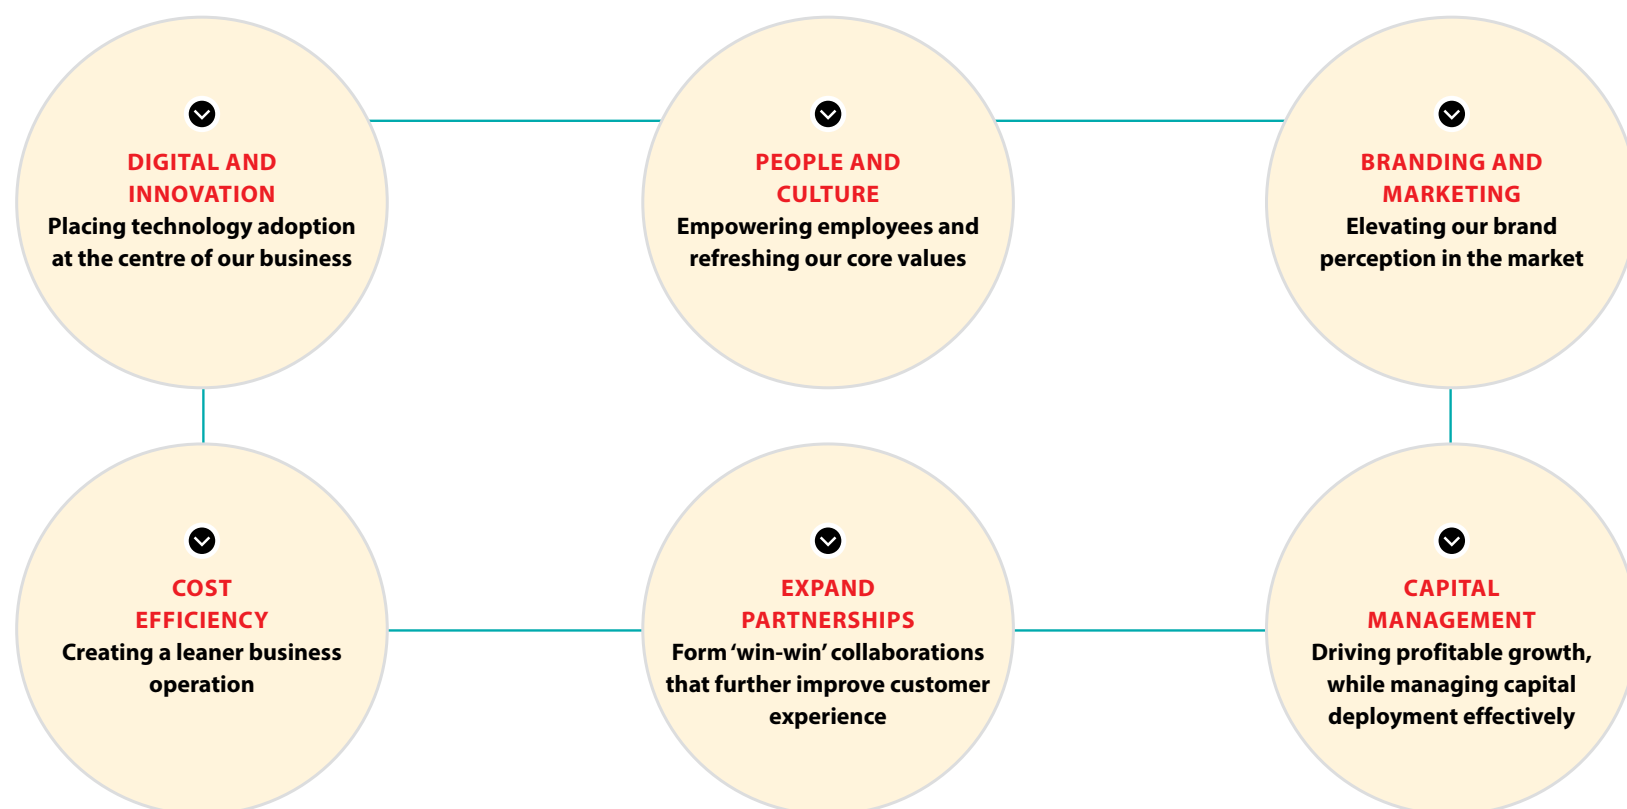 DIGITAL AND
INNOVATION
Placing technology adoption
at the centre of our business
PEOPLE AND
CULTURE
Empowering employees and
refreshing our core values
BRANDING AND
MARKETING
Elevating our brand
perception in the market
COST
EFFICIENCY
Creating a leaner business
operation
EXPAND
PARTNERSHIPS
Form ‘win-win’ collaborations
that further improve customer
experience
CAPITAL
MANAGEMENT
Driving profitable growth,
while managing capital
deployment effectively